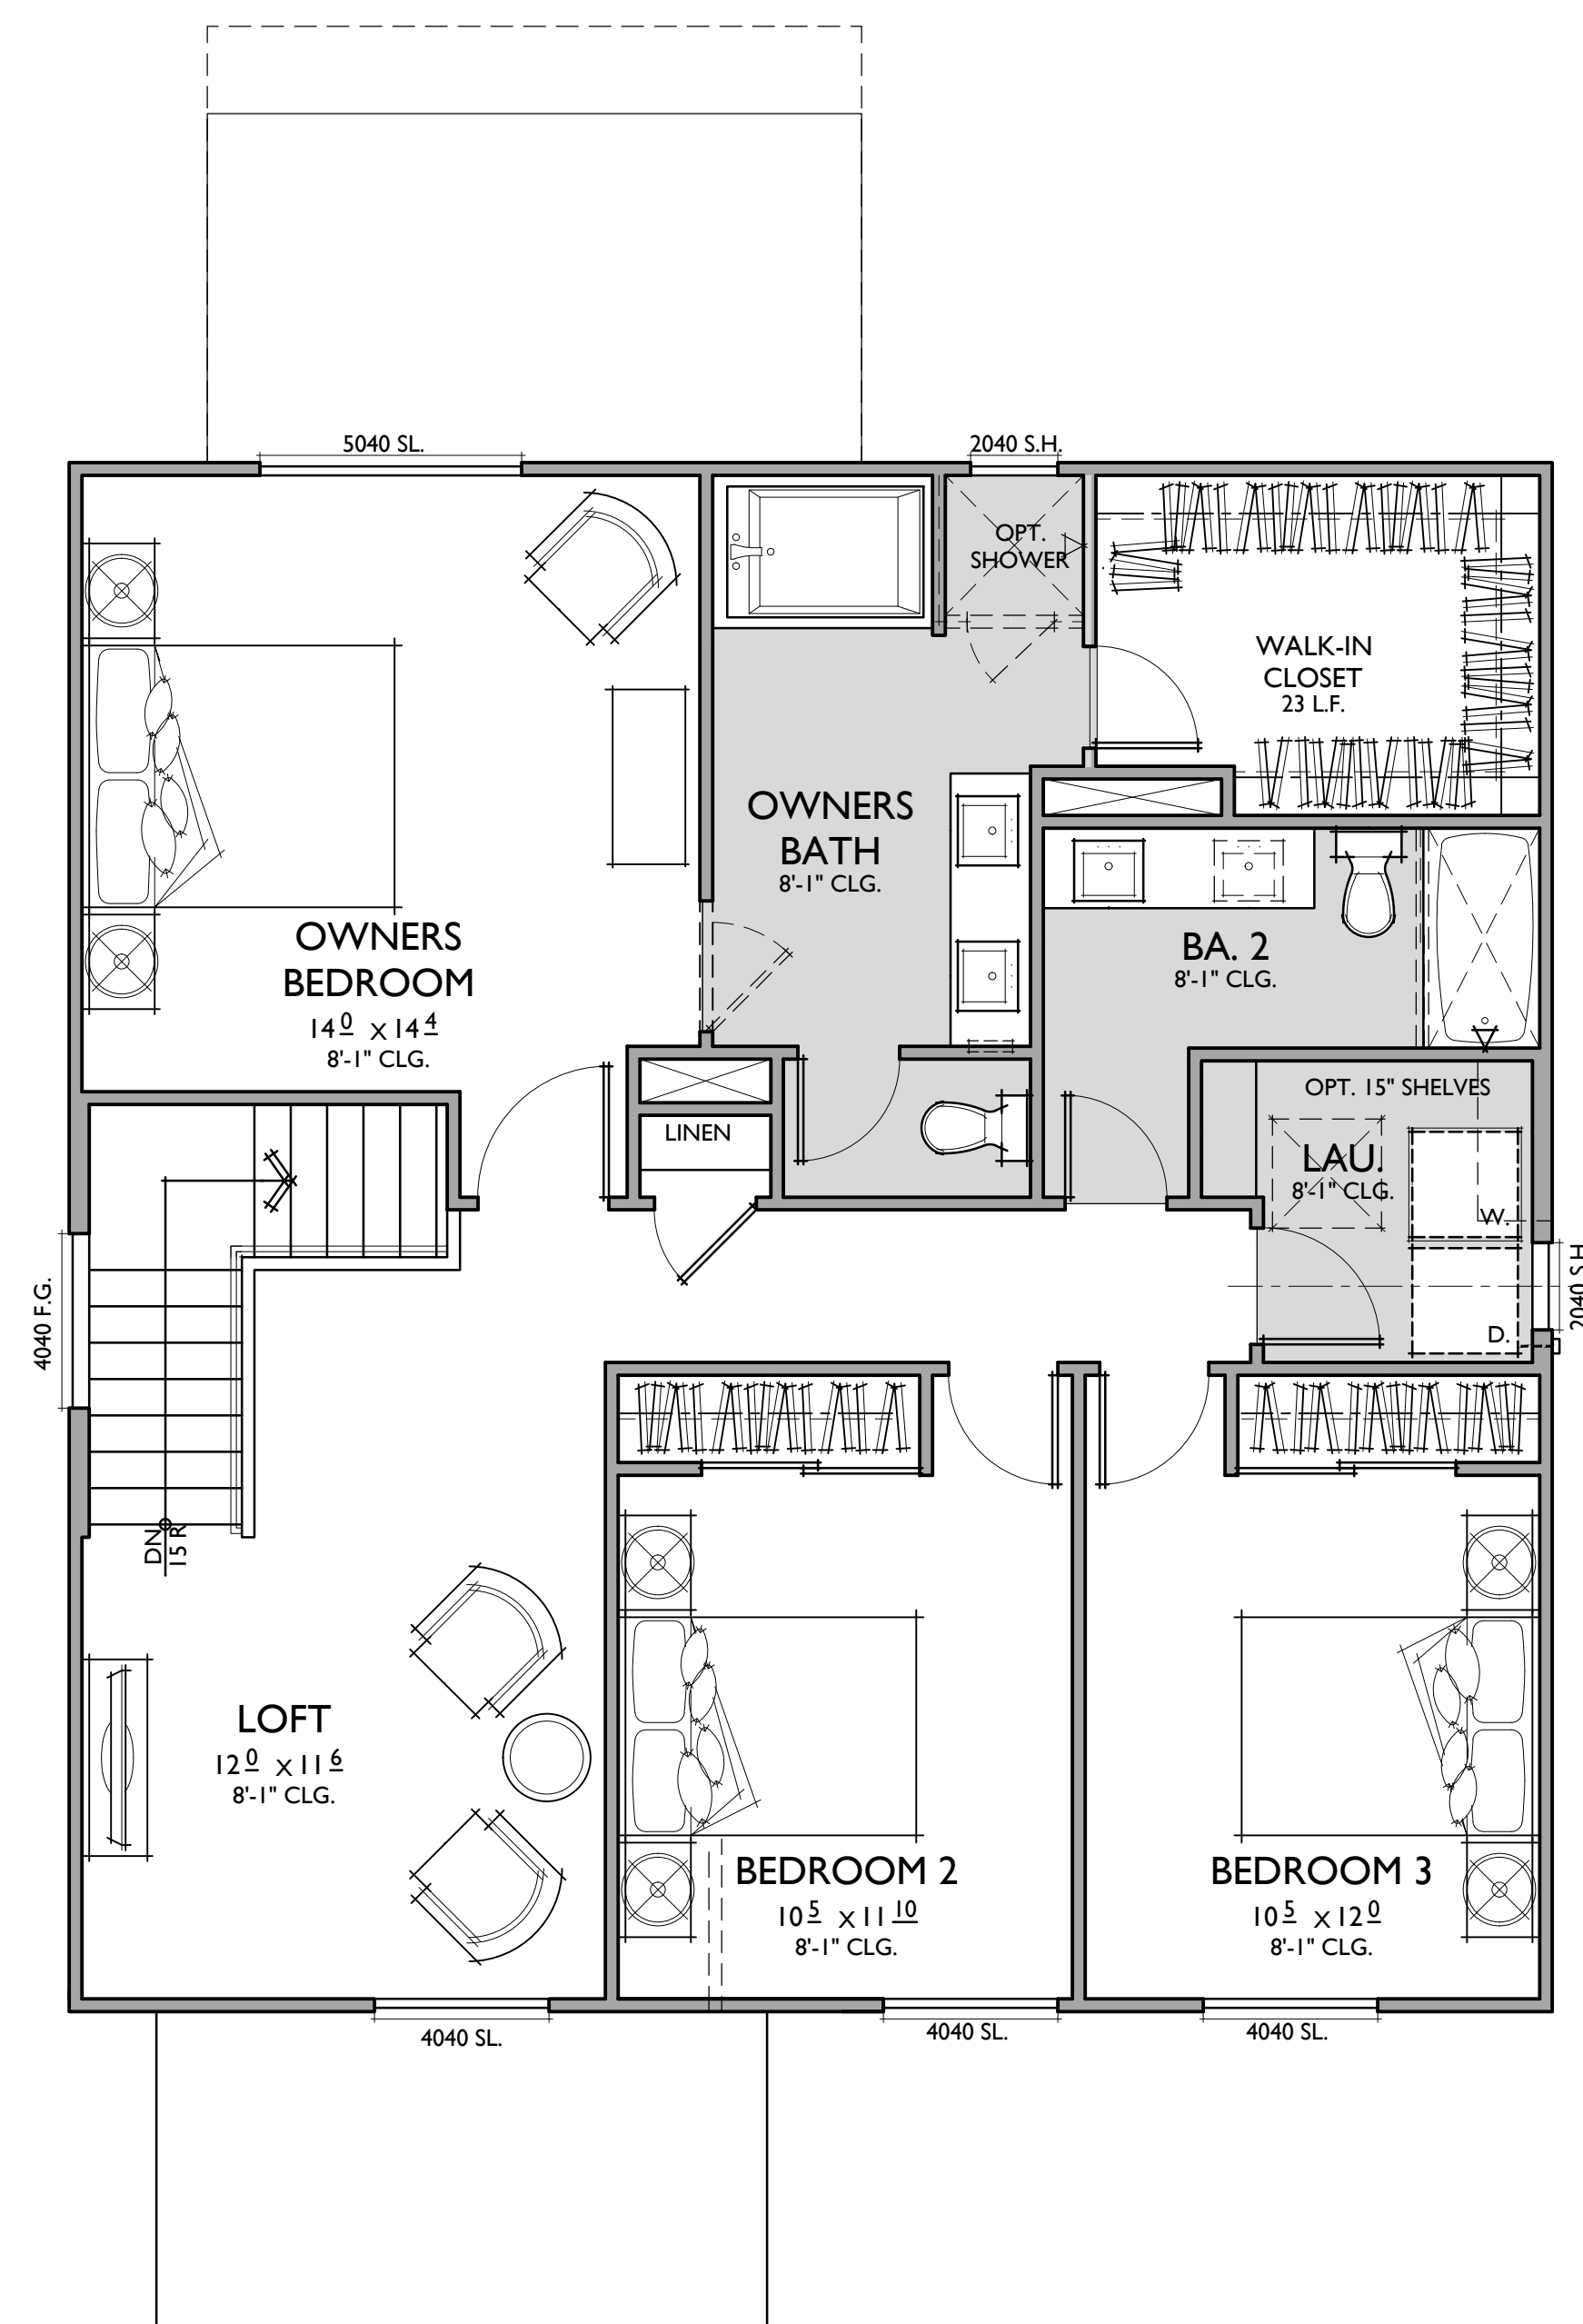 5040 SL.
2040 S.H.
OPT.
SHOWER
WALK-IN
CLOSET
23 L.F.
OWNERS
BATH
8'-1" CLG.
OWNERS
BEDROOM
14 0 X 14 4
8'-1" CLG.
BA. 2
8'-1" CLG.
OPT. 15" SHELVES
LINEN
LAU.
8'-1" CLG.
W.
D.
2040 S.H.
4040 F.G.
DN
15 R
LOFT
12 0 X 11 6
8'-1" CLG.
BEDROOM 2
10 5 X 11 10
8'-1" CLG.
BEDROOM 3
10 5 X 12 0
8'-1" CLG.
4040 SL.
4040 SL.
4040 SL.